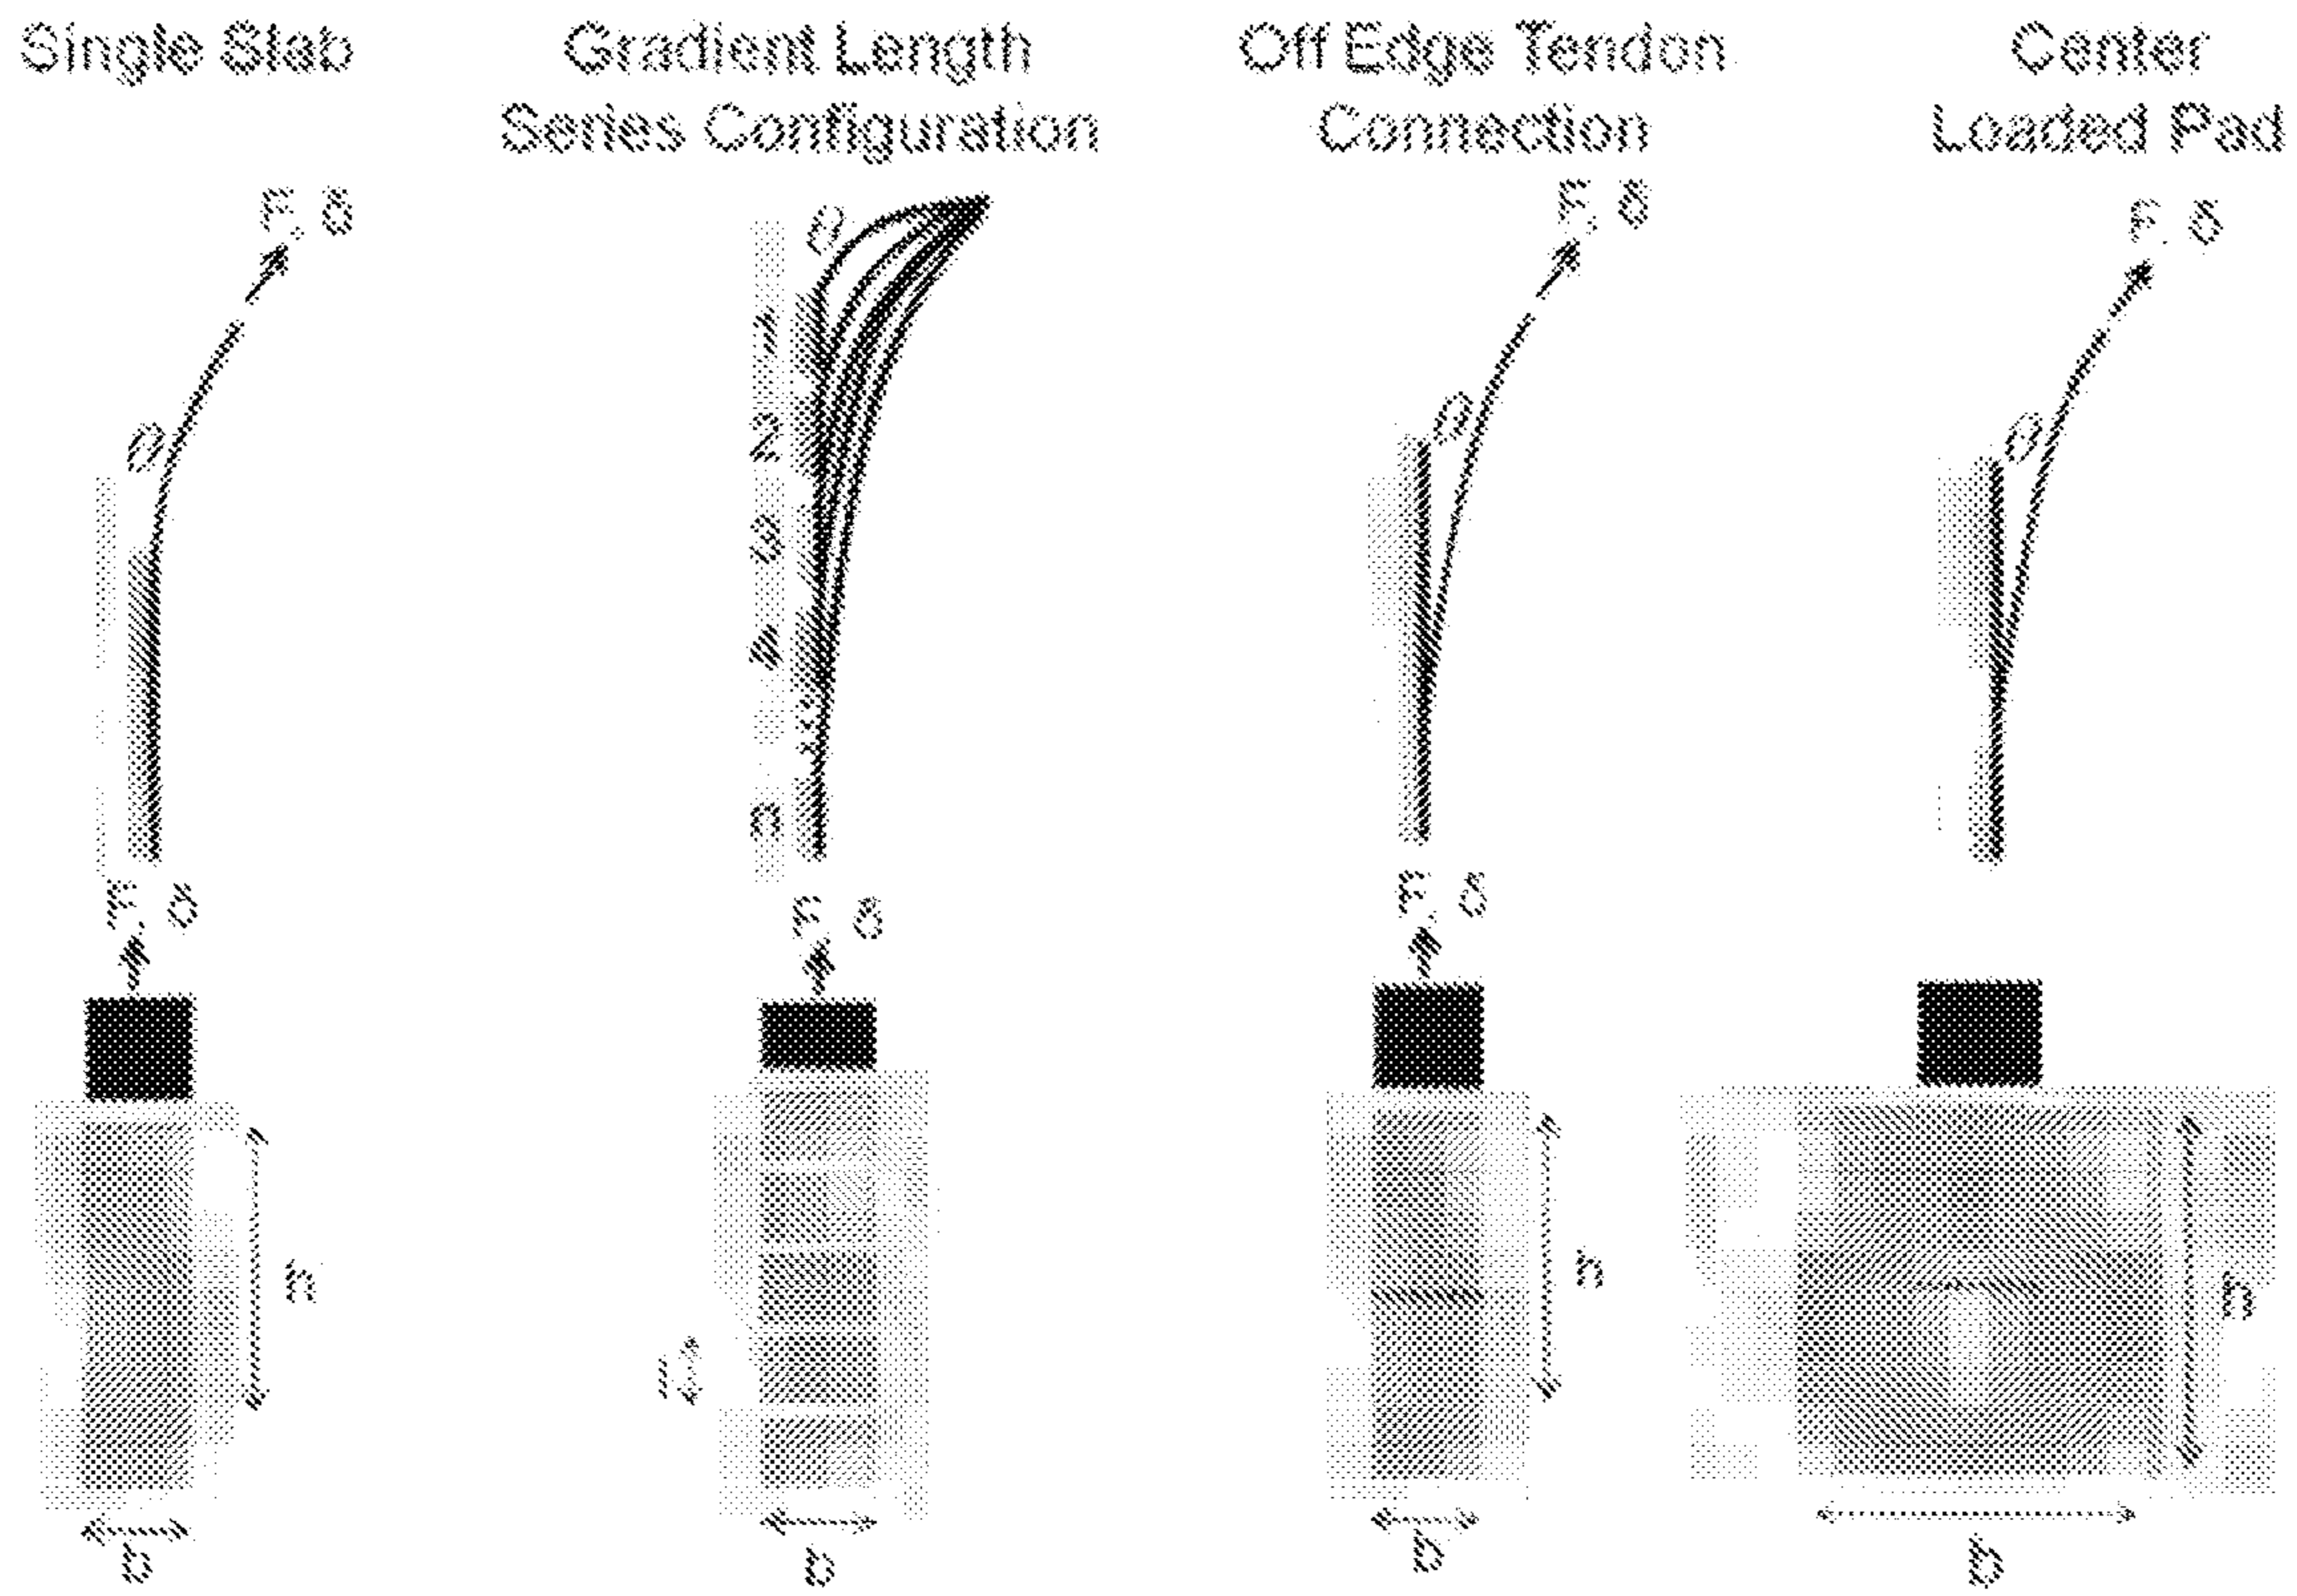 Single Slab
Gradient Length
Series Configuration
Off Edge Tendon
Connection
Center
Loaded Pad
F, δ
θ
F, δ
h
b
θ
1
2
3
4
n
F, δ
b
F, δ
θ
F, δ
h
b
F, δ
θ
h
b